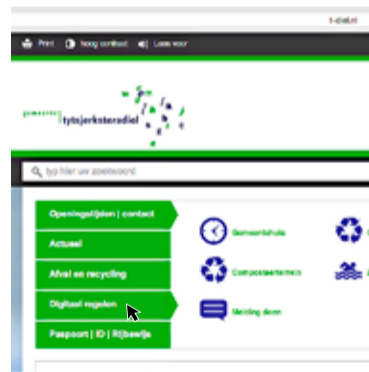 t-diel.nl
Print hoog contrast Lees voor
gemeente tytsjerksteradiel
typ hier uw zoekwoord
Openingstijden | contact
Actueel
Afval en recycling
Digitaal regelen
Paspoort | ID | Rijbewijs
Gemeentehuis
Composteerterrein
Melding doen